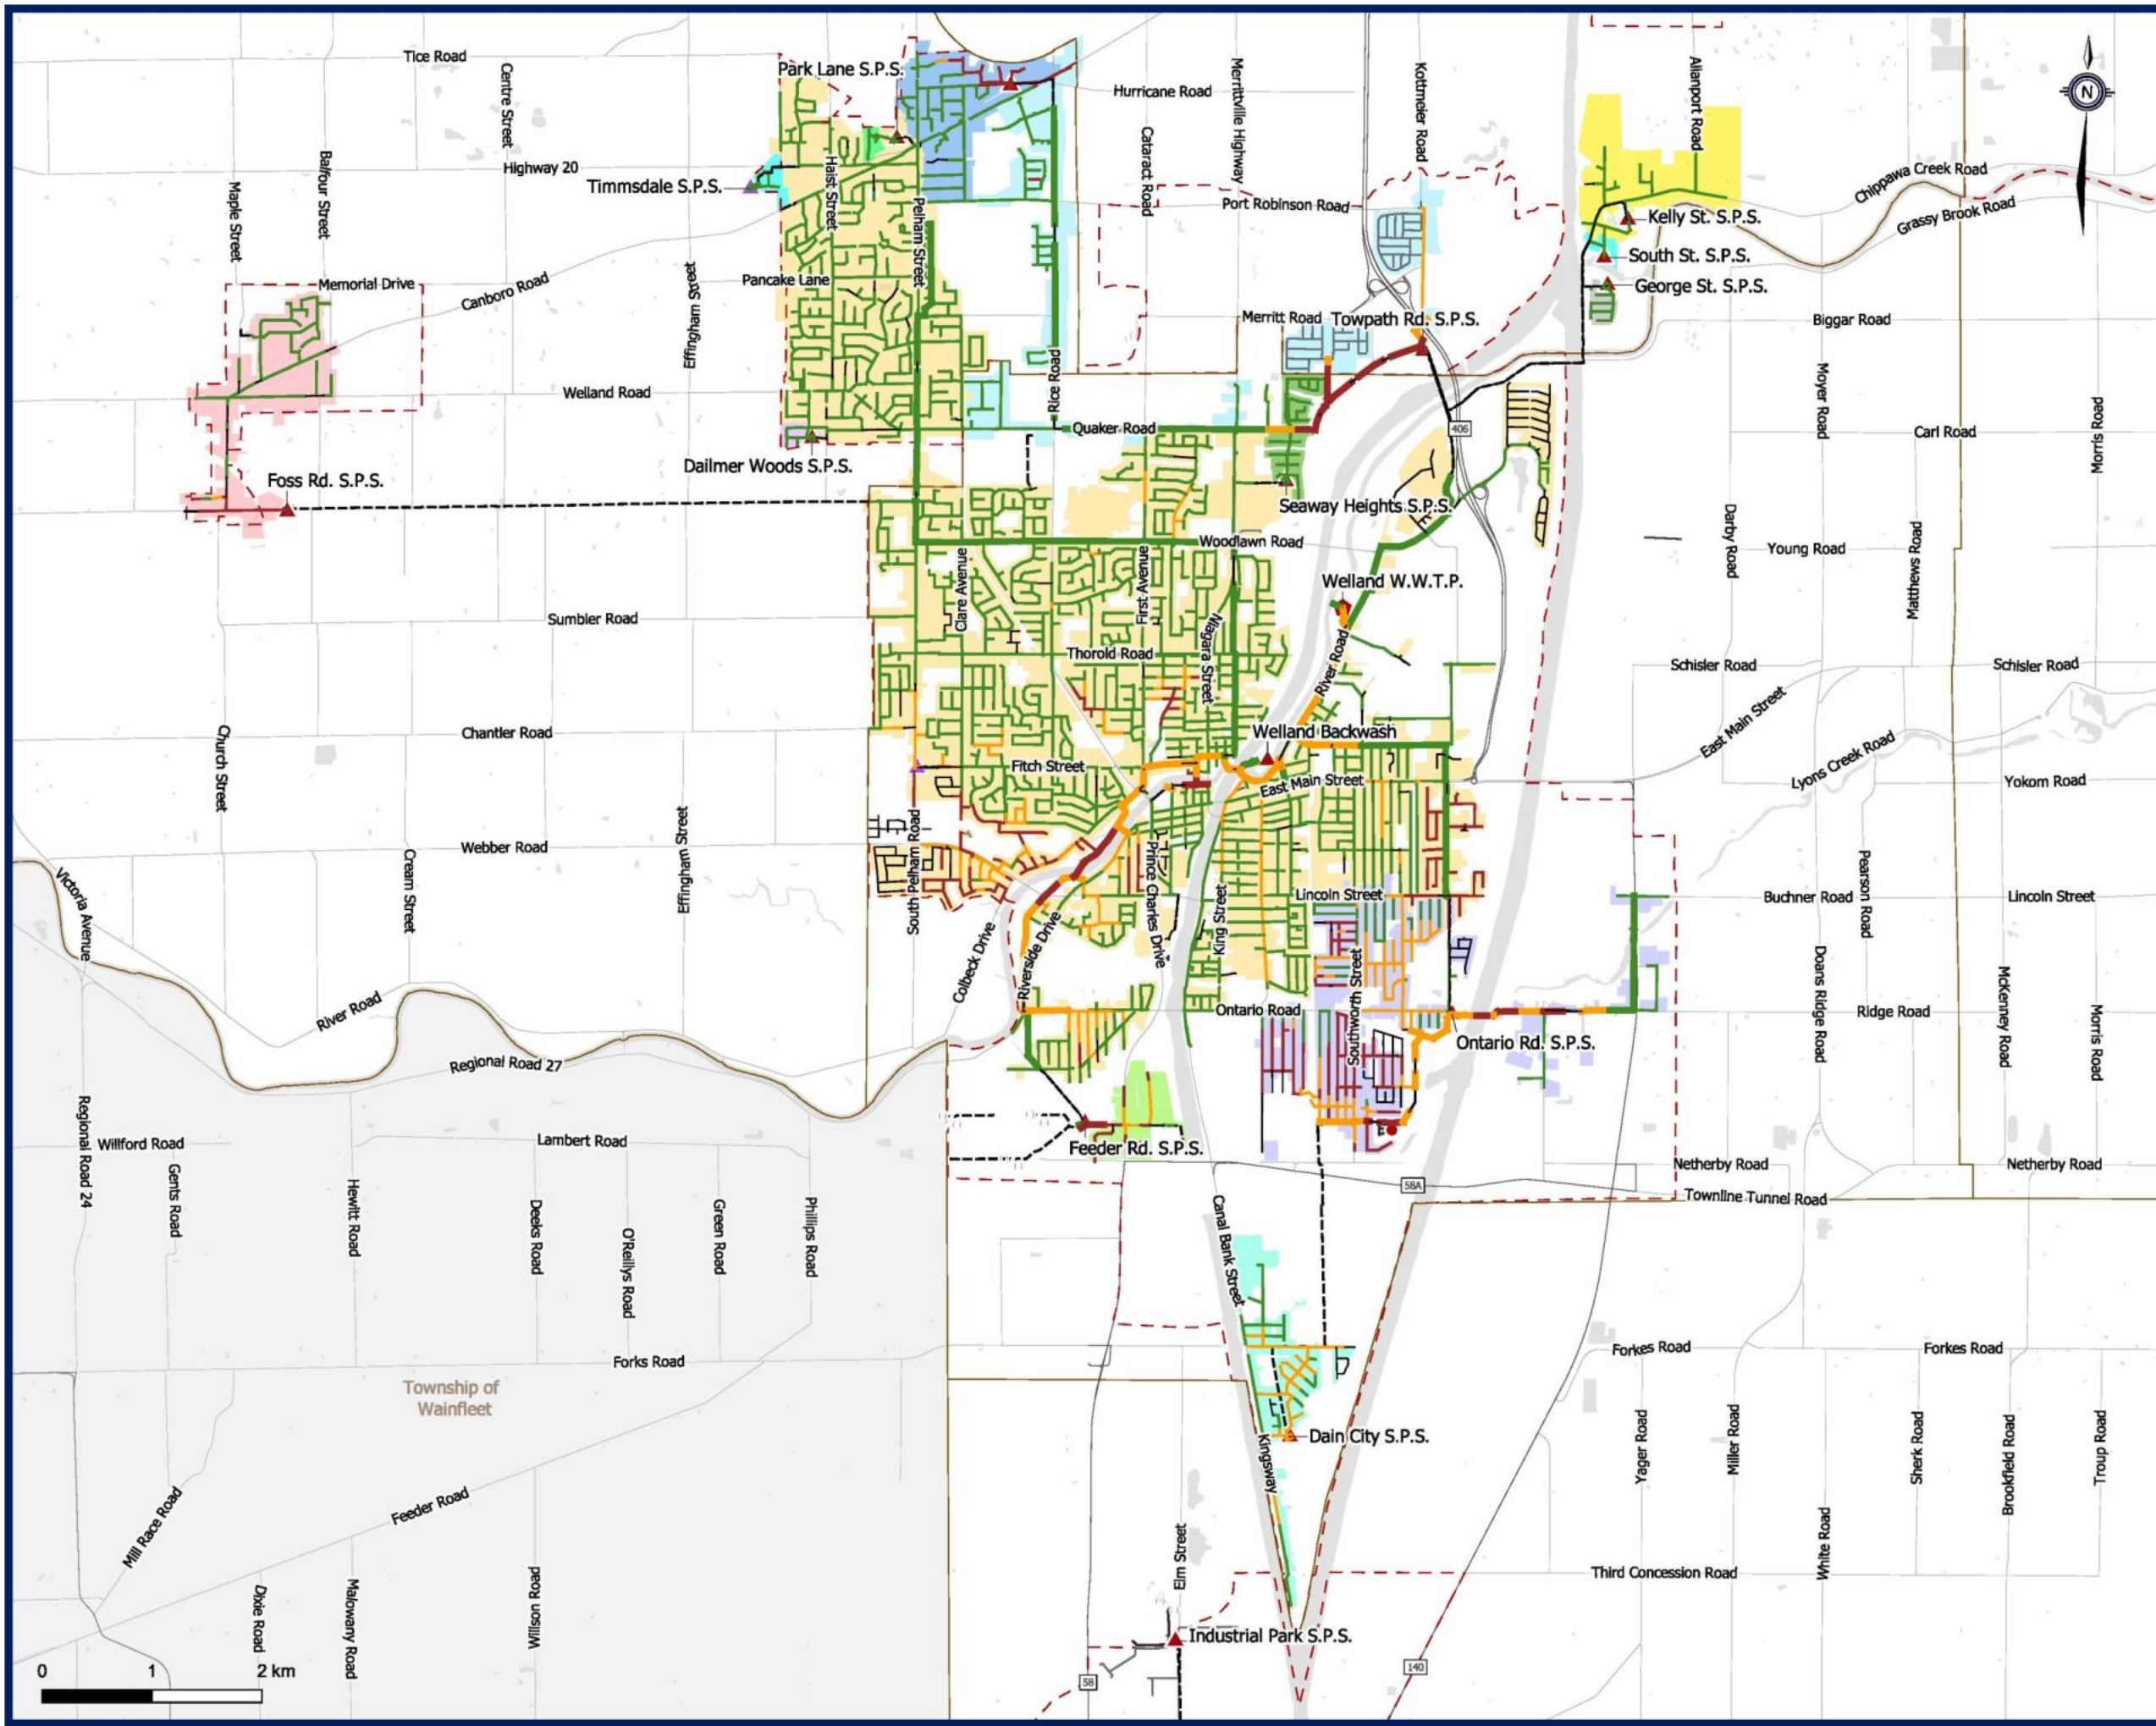 Tice Road
Centre Street
Park Lane S.P.S.
Hurricane Road
Merrittville Highway
Kottmeier Road
Allanport Road
N
Balfour Street
Maple Street
Highway 20
Timmsdale S.P.S.
Haist Street
Pelham Street
Cataract Road
Port Robinson Road
Chippawa Creek Road
Grassy Brook Road
Kelly St. S.P.S.
South St. S.P.S.
George St. S.P.S.
Memorial Drive
Canboro Road
Effingham Street
Pancake Lane
Merritt Road
Towpath Rd. S.P.S.
Biggar Road
Welland Road
Rice Road
Moyer Road
Morris Road
Quaker Road
406
Carl Road
Dailmer Woods S.P.S.
Foss Rd. S.P.S.
Seaway Heights S.P.S.
Woodlawn Road
Darby Road
Young Road
Matthews Road
Clare Avenue
First Avenue
Welland W.W.T.P.
Sumbler Road
Niagara Street
Thorold Road
River Road
Schisler Road
Schisler Road
East Main Street
Church Street
Chantler Road
Welland Backwash
Lyons Creek Road
Fitch Street
East Main Street
Yokom Road
Effingham Street
South Pelham Road
Webber Road
Cream Street
Victoria Avenue
Prince Charles Drive
King Street
Lincoln Street
Pearson Road
Buchner Road
Lincoln Street
Colbeck Drive
Riverside Drive
Southworth Street
Doans Ridge Road
McKenney Road
Morris Road
River Road
Ontario Road
Ridge Road
Ontario Rd. S.P.S.
Regional Road 27
Regional Road 24
Willford Road
Lambert Road
Feeder Rd. S.P.S.
Netherby Road
Netherby Road
58A
Townline Tunnel Road
Gents Road
Hewitt Road
Deeks Road
O'Reillys Road
Green Road
Phillips Road
Canal Bank Street
Forks Road
Forkes Road
Forkes Road
Township of
Wainfleet
Dain City S.P.S.
Kingsway
Yager Road
Miller Road
Sherk Road
Brookfield Road
Troup Road
Mill Race Road
Feeder Road
Elm Street
White Road
Third Concession Road
Dixie Road
Malowany Road
Willson Road
Industrial Park S.P.S.
140
58
0 1 2 km